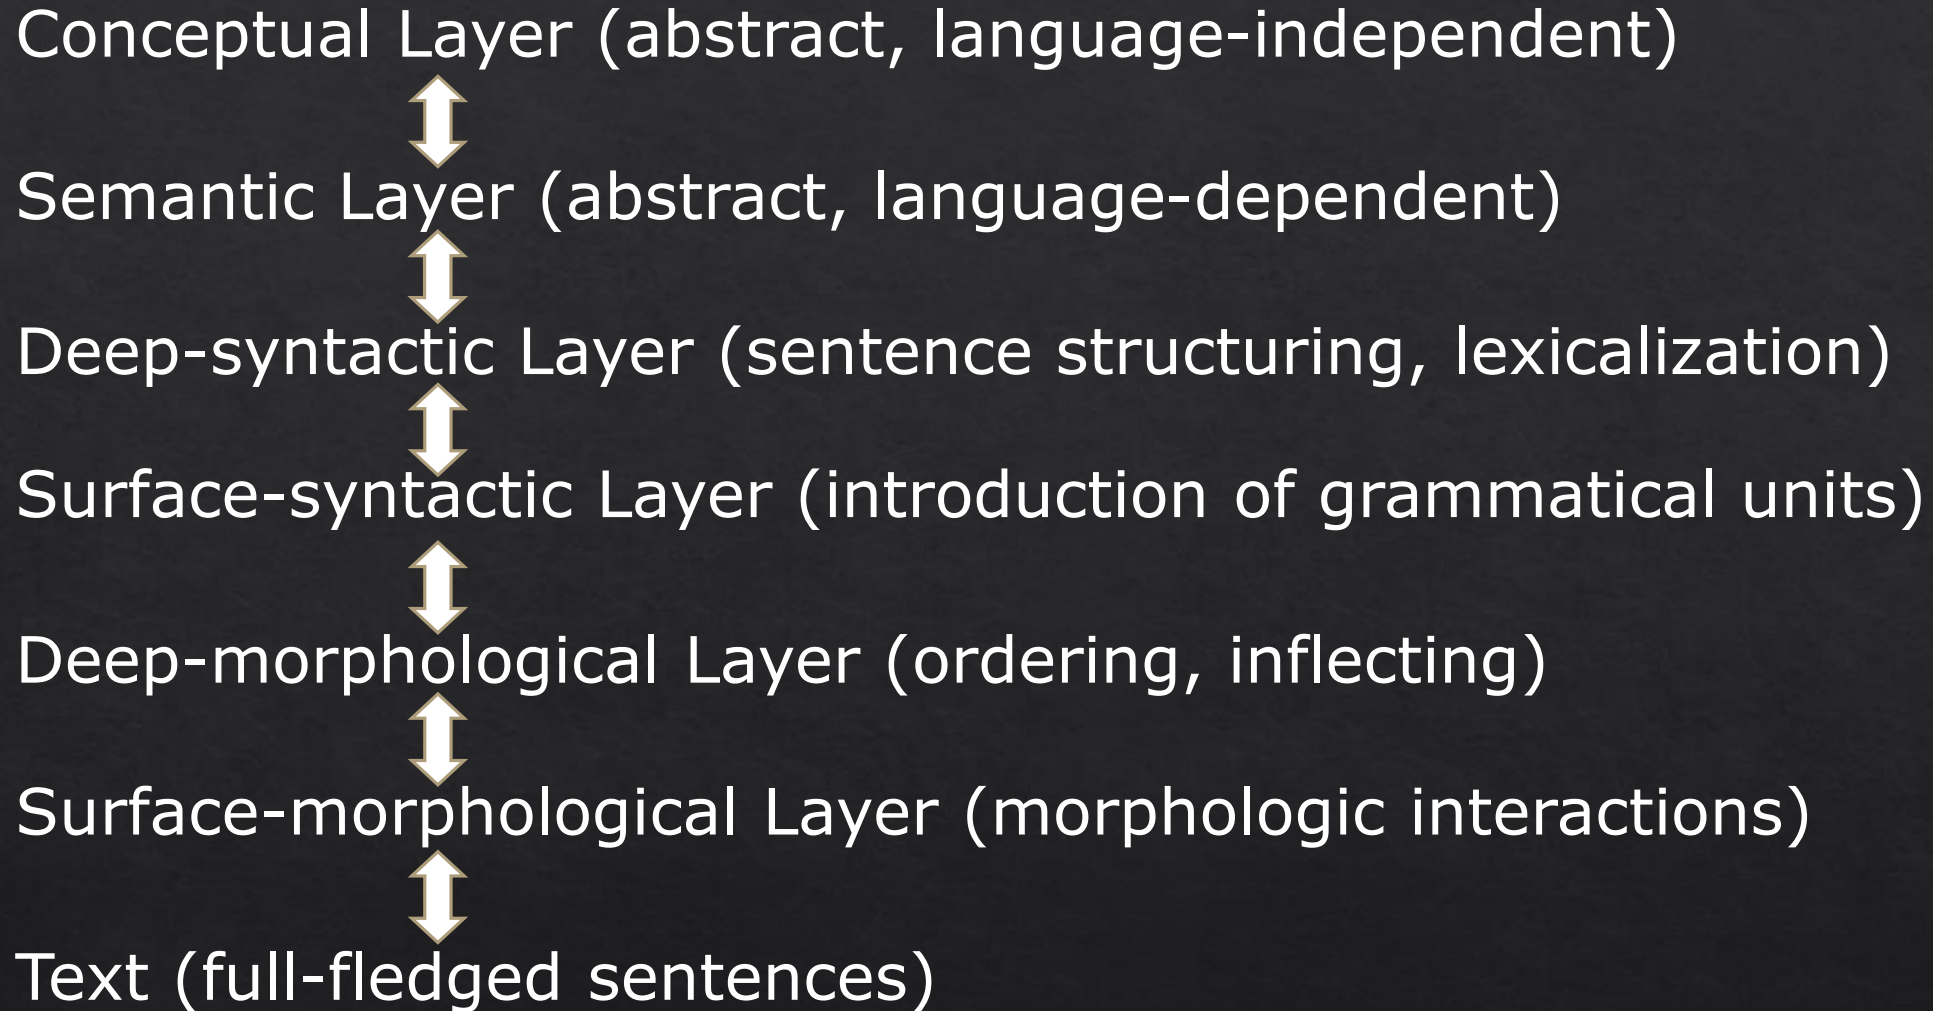 Conceptual Layer (abstract, language-independent)
Semantic Layer (abstract, language-dependent)
Deep-syntactic Layer (sentence structuring, lexicalization)
Surface-syntactic Layer (introduction of grammatical units)
Deep-morphological Layer (ordering, inflecting)
Surface-morphological Layer (morphologic interactions)
Text (full-fledged sentences)